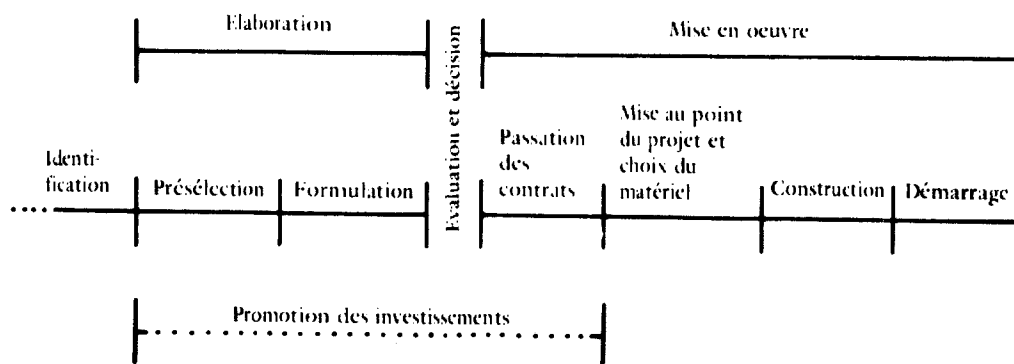 Elaboration
Mise en oeuvre
Evaluation et décision
Identi-
fication
Présélection
Formulation
Passation
des
contrats
Mise au point
du projet et
choix du
matériel
Construction
Démarrage
Promotion des investissements